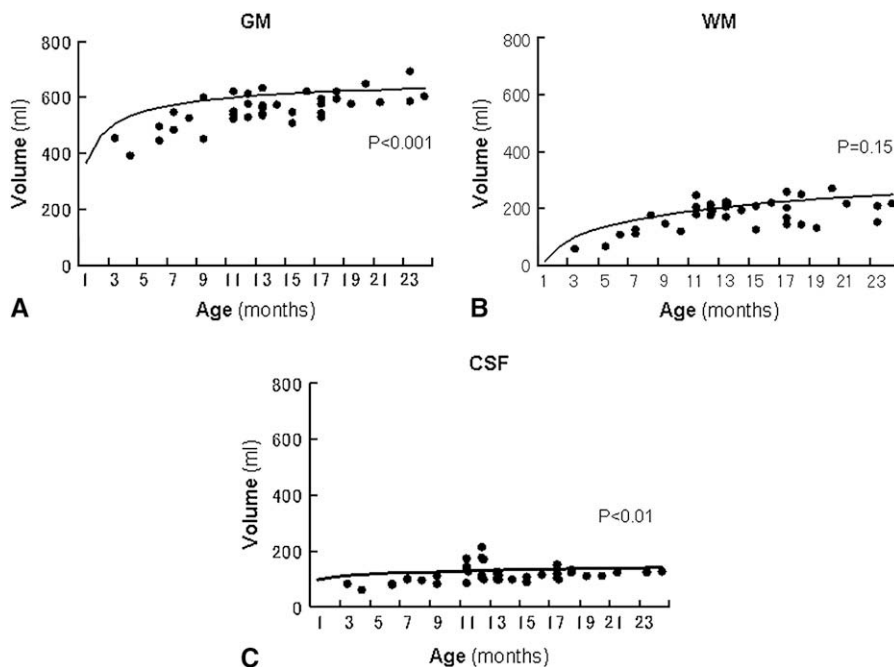 GM
800
600
400
200
0
Volume (ml)
P<0.001
1 3 5 7 9 11 13 15 17 19 21 23
Age (months)
A
WM
800
600
400
200
0
Volume (ml)
P=0.15
1 3 5 7 9 11 13 15 17 19 21 23
Age (months)
B
CSF
800
600
400
200
0
Volume (ml)
P<0.01
1 3 5 7 9 11 13 15 17 19 21 23
Age (months)
C